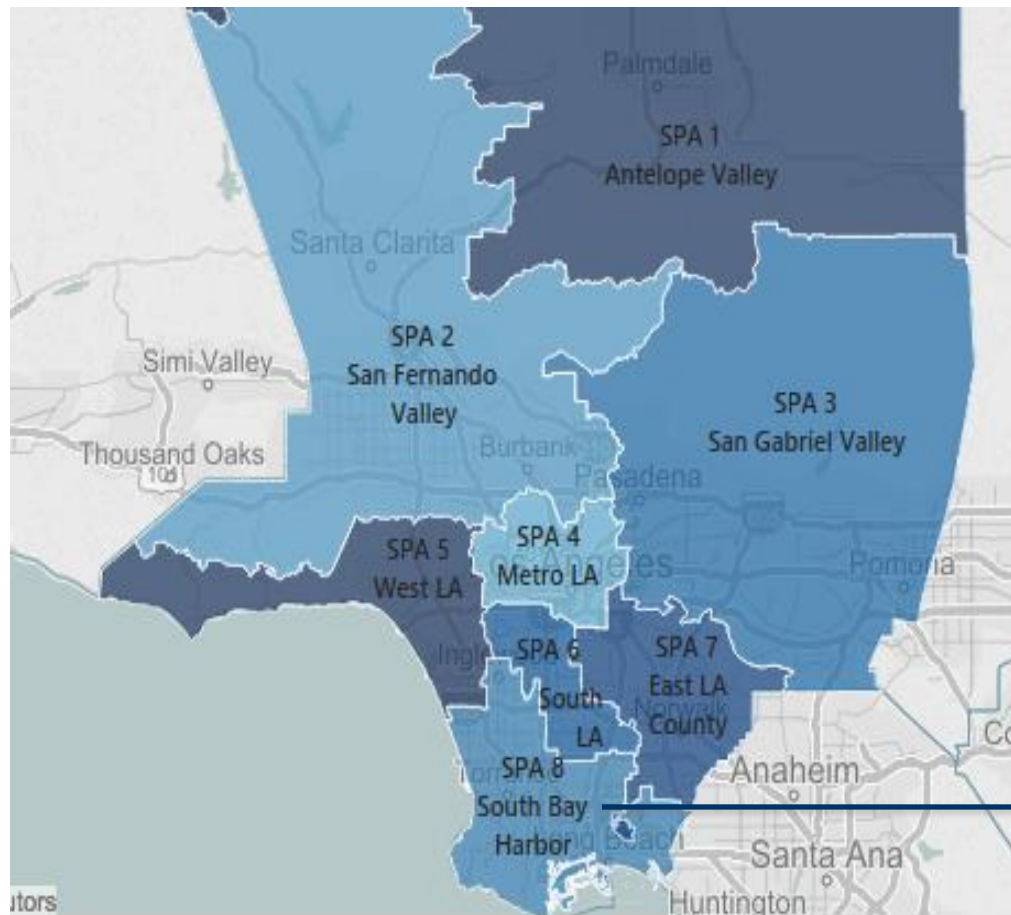 Palmdale
SPA 1
Antelope Valley
Santa Clarita
SPA 2
San Fernando
Valley
Simi Valley
Thousand Oaks
101
SPA 3
San Gabriel Valley
Burbank
Pasadena
SPA 4
Metro LA
SPA 5
West LA
Pomona
SPA 6
South
LA
SPA 7
East LA
County
Norwalk
SPA 8
South Bay
Harbor
Anaheim
Santa Ana
Huntington
Co
utors